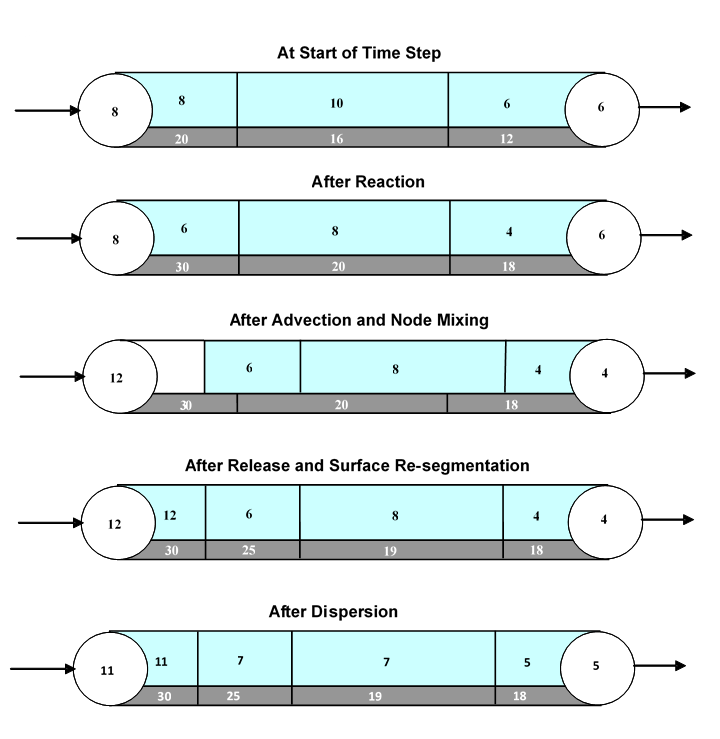 At Start of Time Step
8 8 10 6 6
20 16 12
After Reaction
8 6 8 4 6
30 20 18
After Advection and Node Mixing
12 6 8 4 4
30 20 18
After Release and Surface Re-segmentation
12 12 6 8 4 4
30 25 19 18
After Dispersion
11 11 7 7 5 5
30 25 19 18